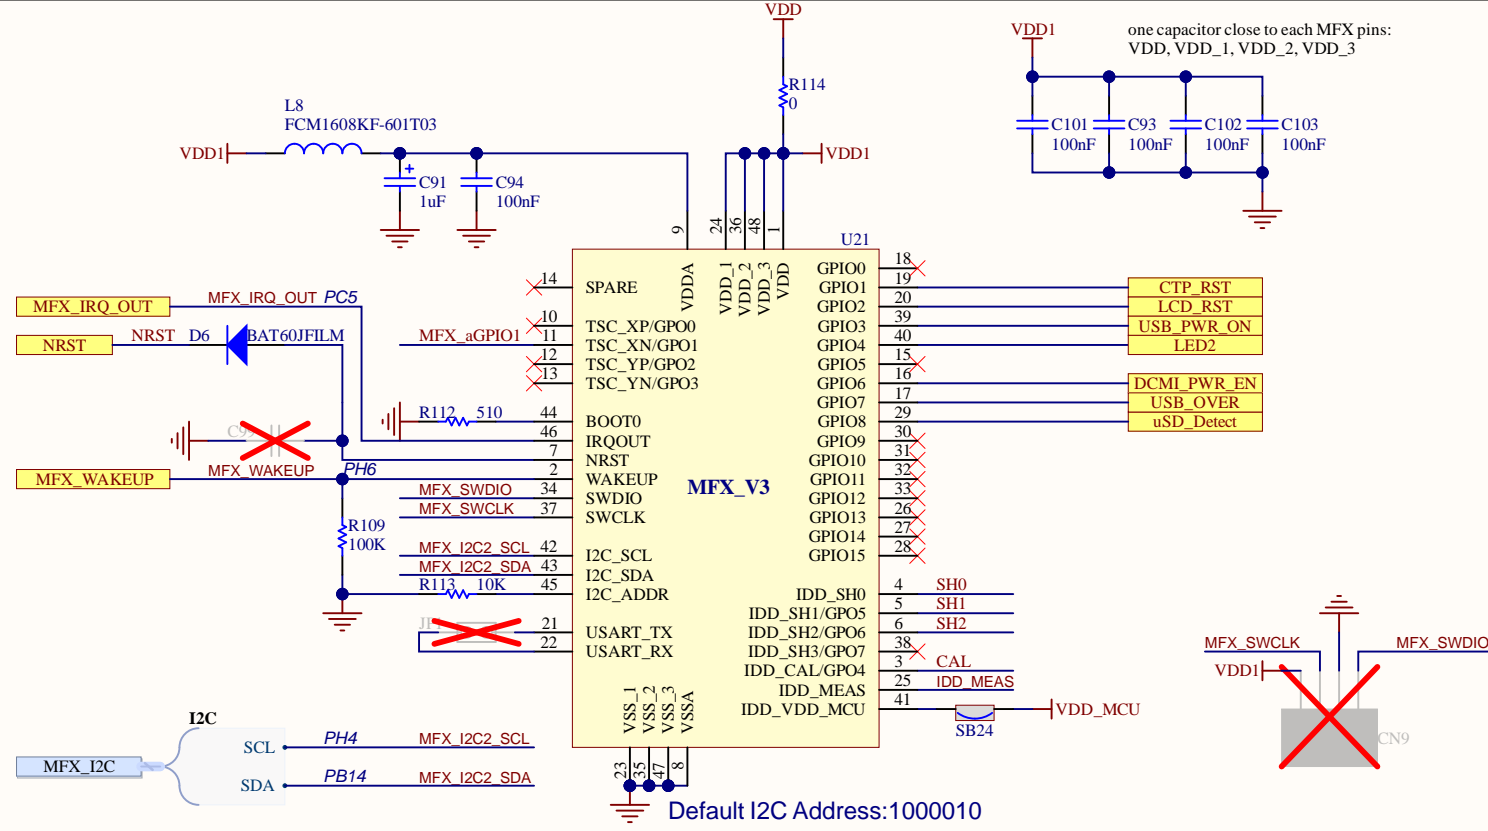 VDD
R114
0
VDD1
one capacitor close to each MFX pins:
VDD, VDD_1, VDD_2, VDD_3
C101
100nF
C93
100nF
C102
100nF
C103
100nF
L8
FCM1608KF-601T03
VDD1
+
C91
1uF
C94
100nF
VDD1
9
24
36
48
1
U21
VDDA
VDD_1
VDD_2
VDD_3
VDD
MFX_IRQ_OUT
MFX_IRQ_OUT PC5
NRST
NRST D6 BAT60JFILM
MFX_aGPIO1
R112 510
MFX_WAKEUP
MFX_WAKEUP PH6
MFX_SWDIO
MFX_SWCLK
R109
100K
MFX_I2C2_SCL
MFX_I2C2_SDA
R113 10K
14 SPARE
10 TSC_XP/GPO0
11 TSC_XN/GPO1
12 TSC_YP/GPO2
13 TSC_YN/GPO3
44 BOOT0
46 IRQOUT
7 NRST
2 WAKEUP
34 SWDIO
37 SWCLK
42 I2C_SCL
43 I2C_SDA
45 I2C_ADDR
21 USART_TX
22 USART_RX
MFX_V3
GPIO0 18
GPIO1 19 CTP_RST
GPIO2 20 LCD_RST
GPIO3 39 USB_PWR_ON
GPIO4 40 LED2
GPIO5 15
GPIO6 16 DCMI_PWR_EN
GPIO7 17 USB_OVER
GPIO8 29 uSD_Detect
GPIO9 30
GPIO10 31
GPIO11 32
GPIO12 33
GPIO13 26
GPIO14 27
GPIO15 28
IDD_SH0 4 SH0
IDD_SH1/GPO5 5 SH1
IDD_SH2/GPO6 6 SH2
IDD_SH3/GPO7 38
IDD_CAL/GPO4 3 CAL
IDD_MEAS 25 IDD_MEAS
IDD_VDD_MCU 41 VDD_MCU
SB24
VSS_1
VSS_2
VSS_3
VSSA
23
35
47
8
MFX_SWCLK
MFX_SWDIO
VDD1
CN9
I2C
MFX_I2C
SCL PH4 MFX_I2C2_SCL
SDA PB14 MFX_I2C2_SDA
Default I2C Address:1000010